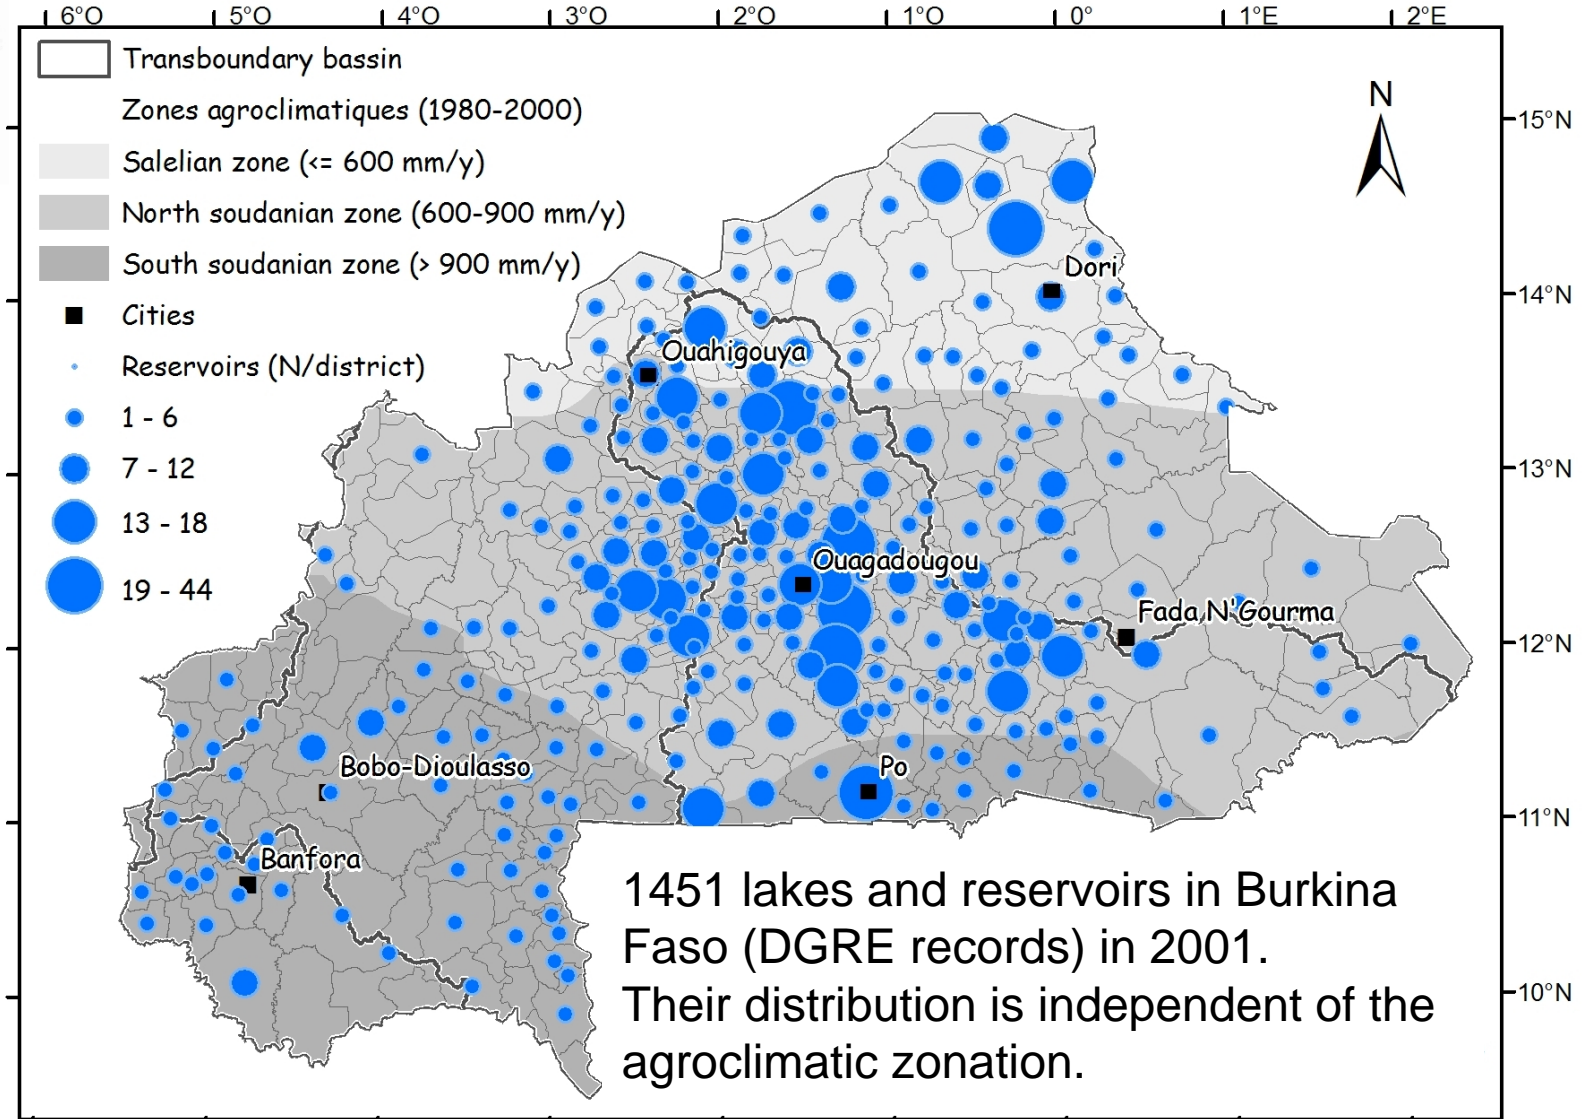 6°O 5°O 4°O 3°O 2°O 1°O 0° 1°E 2°E
Transboundary bassin
Zones agroclimatiques (1980-2000)
Salelian zone (<= 600 mm/y)
North soudanian zone (600-900 mm/y)
South soudanian zone (> 900 mm/y)
Cities
Reservoirs (N/district)
1 - 6
7 - 12
13 - 18
19 - 44
N
15°N
14°N
13°N
12°N
11°N
10°N
Dori
Ouahigouya
Ouagadougou
Fada N'Gourma
Bobo-Dioulasso
Po
Banfora
1451 lakes and reservoirs in Burkina
Faso (DGRE records) in 2001.
Their distribution is independent of the
agroclimatic zonation.